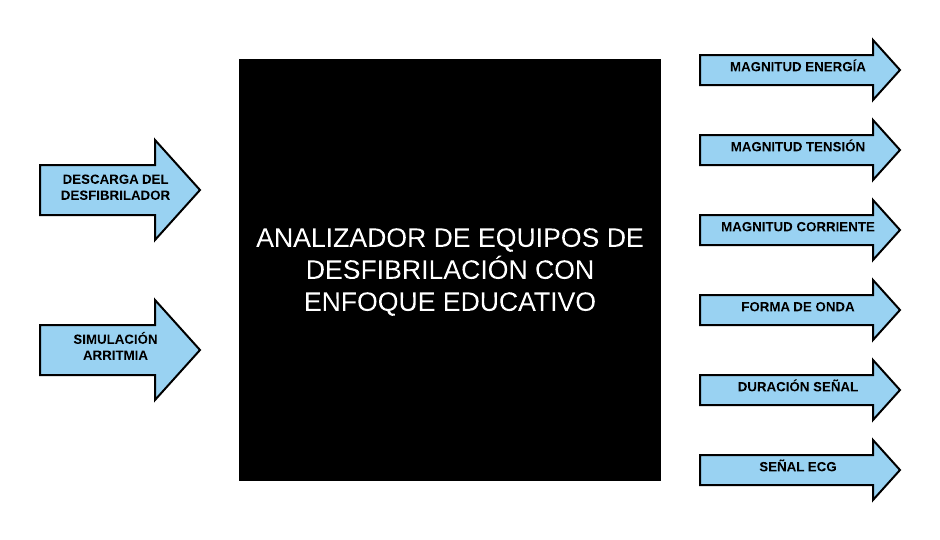 DESCARGA DEL
DESFIBRILADOR
SIMULACIÓN
ARRITMIA
ANALIZADOR DE EQUIPOS DE
DESFIBRILACIÓN CON
ENFOQUE EDUCATIVO
MAGNITUD ENERGÍA
MAGNITUD TENSIÓN
MAGNITUD CORRIENTE
FORMA DE ONDA
DURACIÓN SEÑAL
SEÑAL ECG